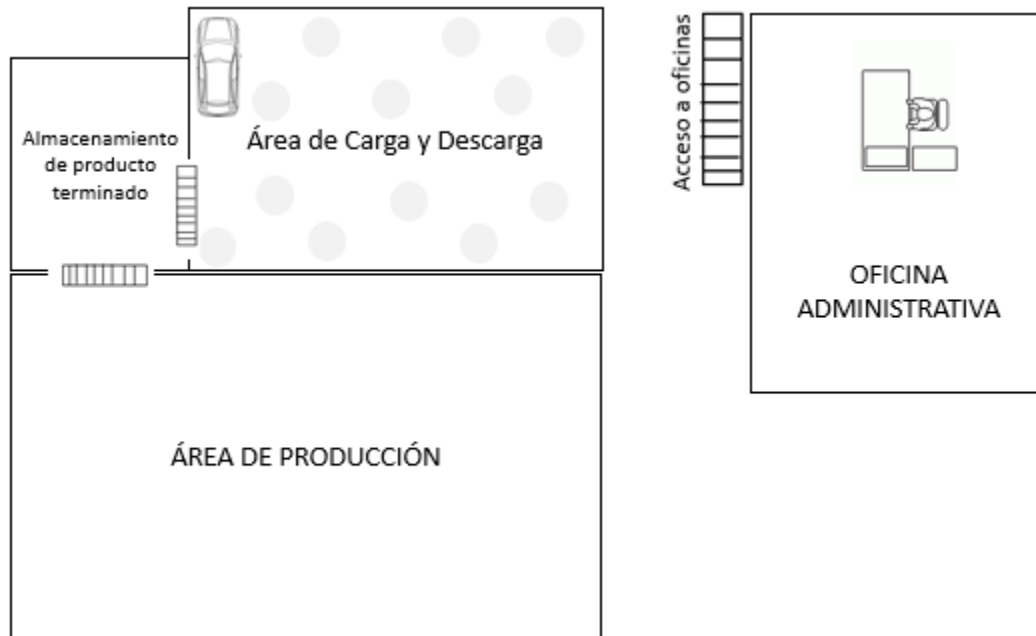 Almacenamiento
de producto
terminado
Área de Carga y Descarga
Acceso a oficinas
OFICINA
ADMINISTRATIVA
ÁREA DE PRODUCCIÓN